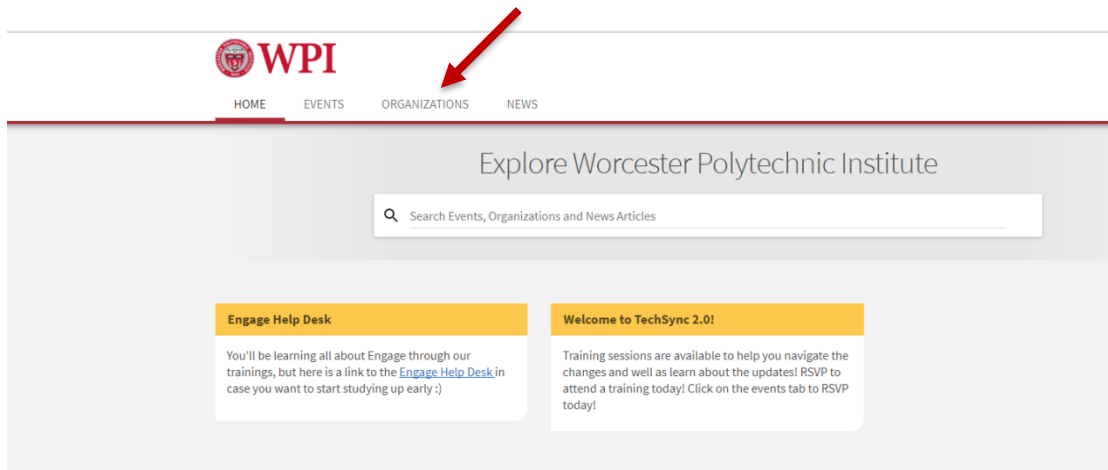 WPI
HOME EVENTS ORGANIZATIONS NEWS
Explore Worcester Polytechnic Institute
Search Events, Organizations and News Articles
Engage Help Desk
You'll be learning all about Engage through our
trainings, but here is a link to the Engage Help Desk in
case you want to start studying up early :)
Welcome to TechSync 2.0!
Training sessions are available to help you navigate the
changes and well as learn about the updates! RSVP to
attend a training today! Click on the events tab to RSVP
today!